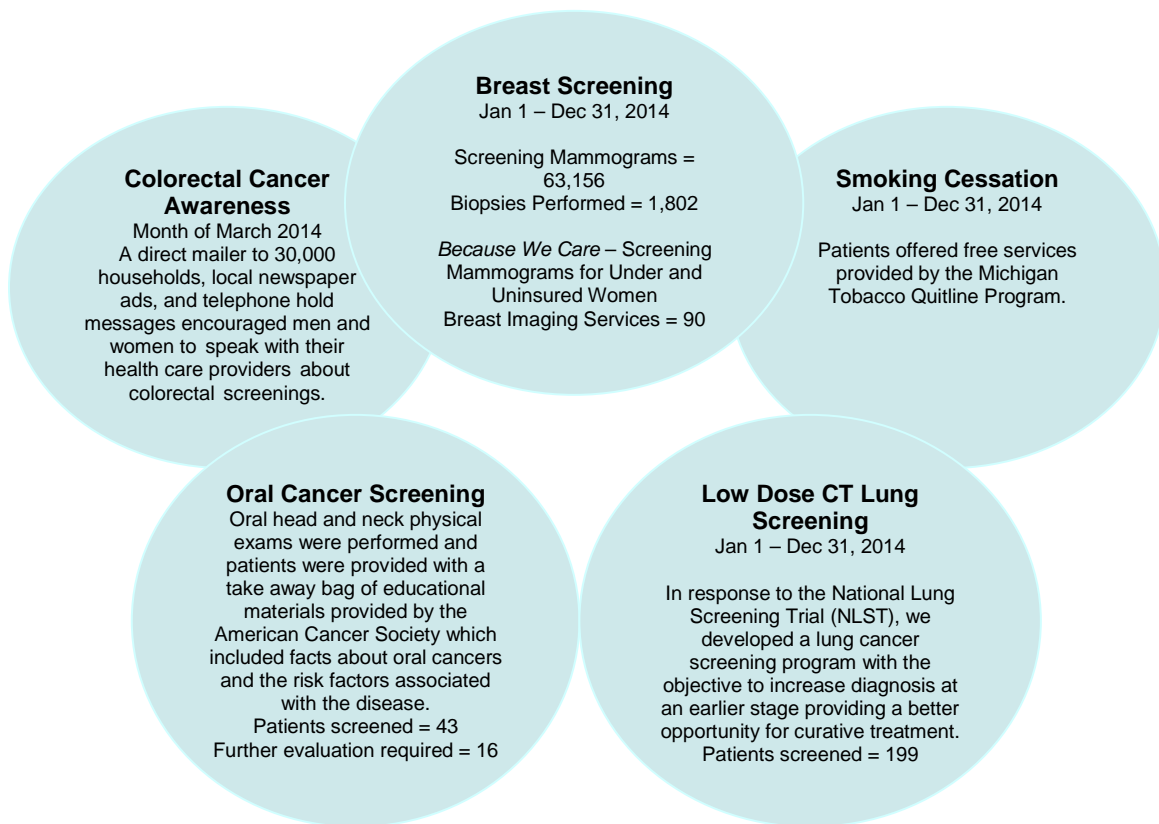 Breast Screening
Jan 1 – Dec 31, 2014
Screening Mammograms =
63,156
Biopsies Performed = 1,802
Because We Care – Screening
Mammograms for Under and
Uninsured Women
Breast Imaging Services = 90
Colorectal Cancer
Awareness
Month of March 2014
A direct mailer to 30,000
households, local newspaper
ads, and telephone hold
messages encouraged men and
women to speak with their
health care providers about
colorectal screenings.
Smoking Cessation
Jan 1 – Dec 31, 2014
Patients offered free services
provided by the Michigan
Tobacco Quitline Program.
Oral Cancer Screening
Oral head and neck physical
exams were performed and
patients were provided with a
take away bag of educational
materials provided by the
American Cancer Society which
included facts about oral cancers
and the risk factors associated
with the disease.
Patients screened = 43
Further evaluation required = 16
Low Dose CT Lung
Screening
Jan 1 – Dec 31, 2014
In response to the National Lung
Screening Trial (NLST), we
developed a lung cancer
screening program with the
objective to increase diagnosis at
an earlier stage providing a better
opportunity for curative treatment.
Patients screened = 199